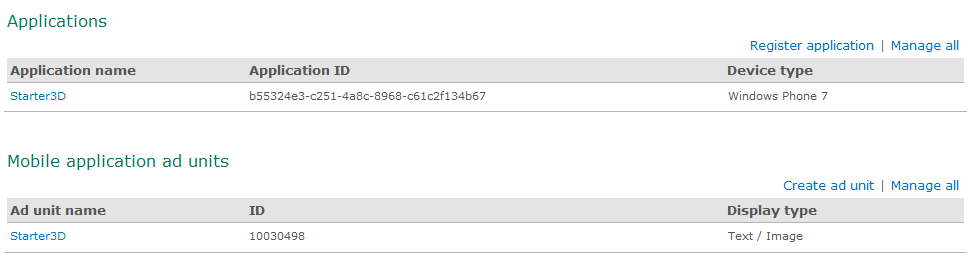 Applications
Register application | Manage all
Application name Application ID Device type
Starter3D b55324e3-c251-4a8c-8968-c61c2f134b67 Windows Phone 7
Mobile application ad units
Create ad unit | Manage all
Ad unit name ID Display type
Starter3D 10030498 Text / Image